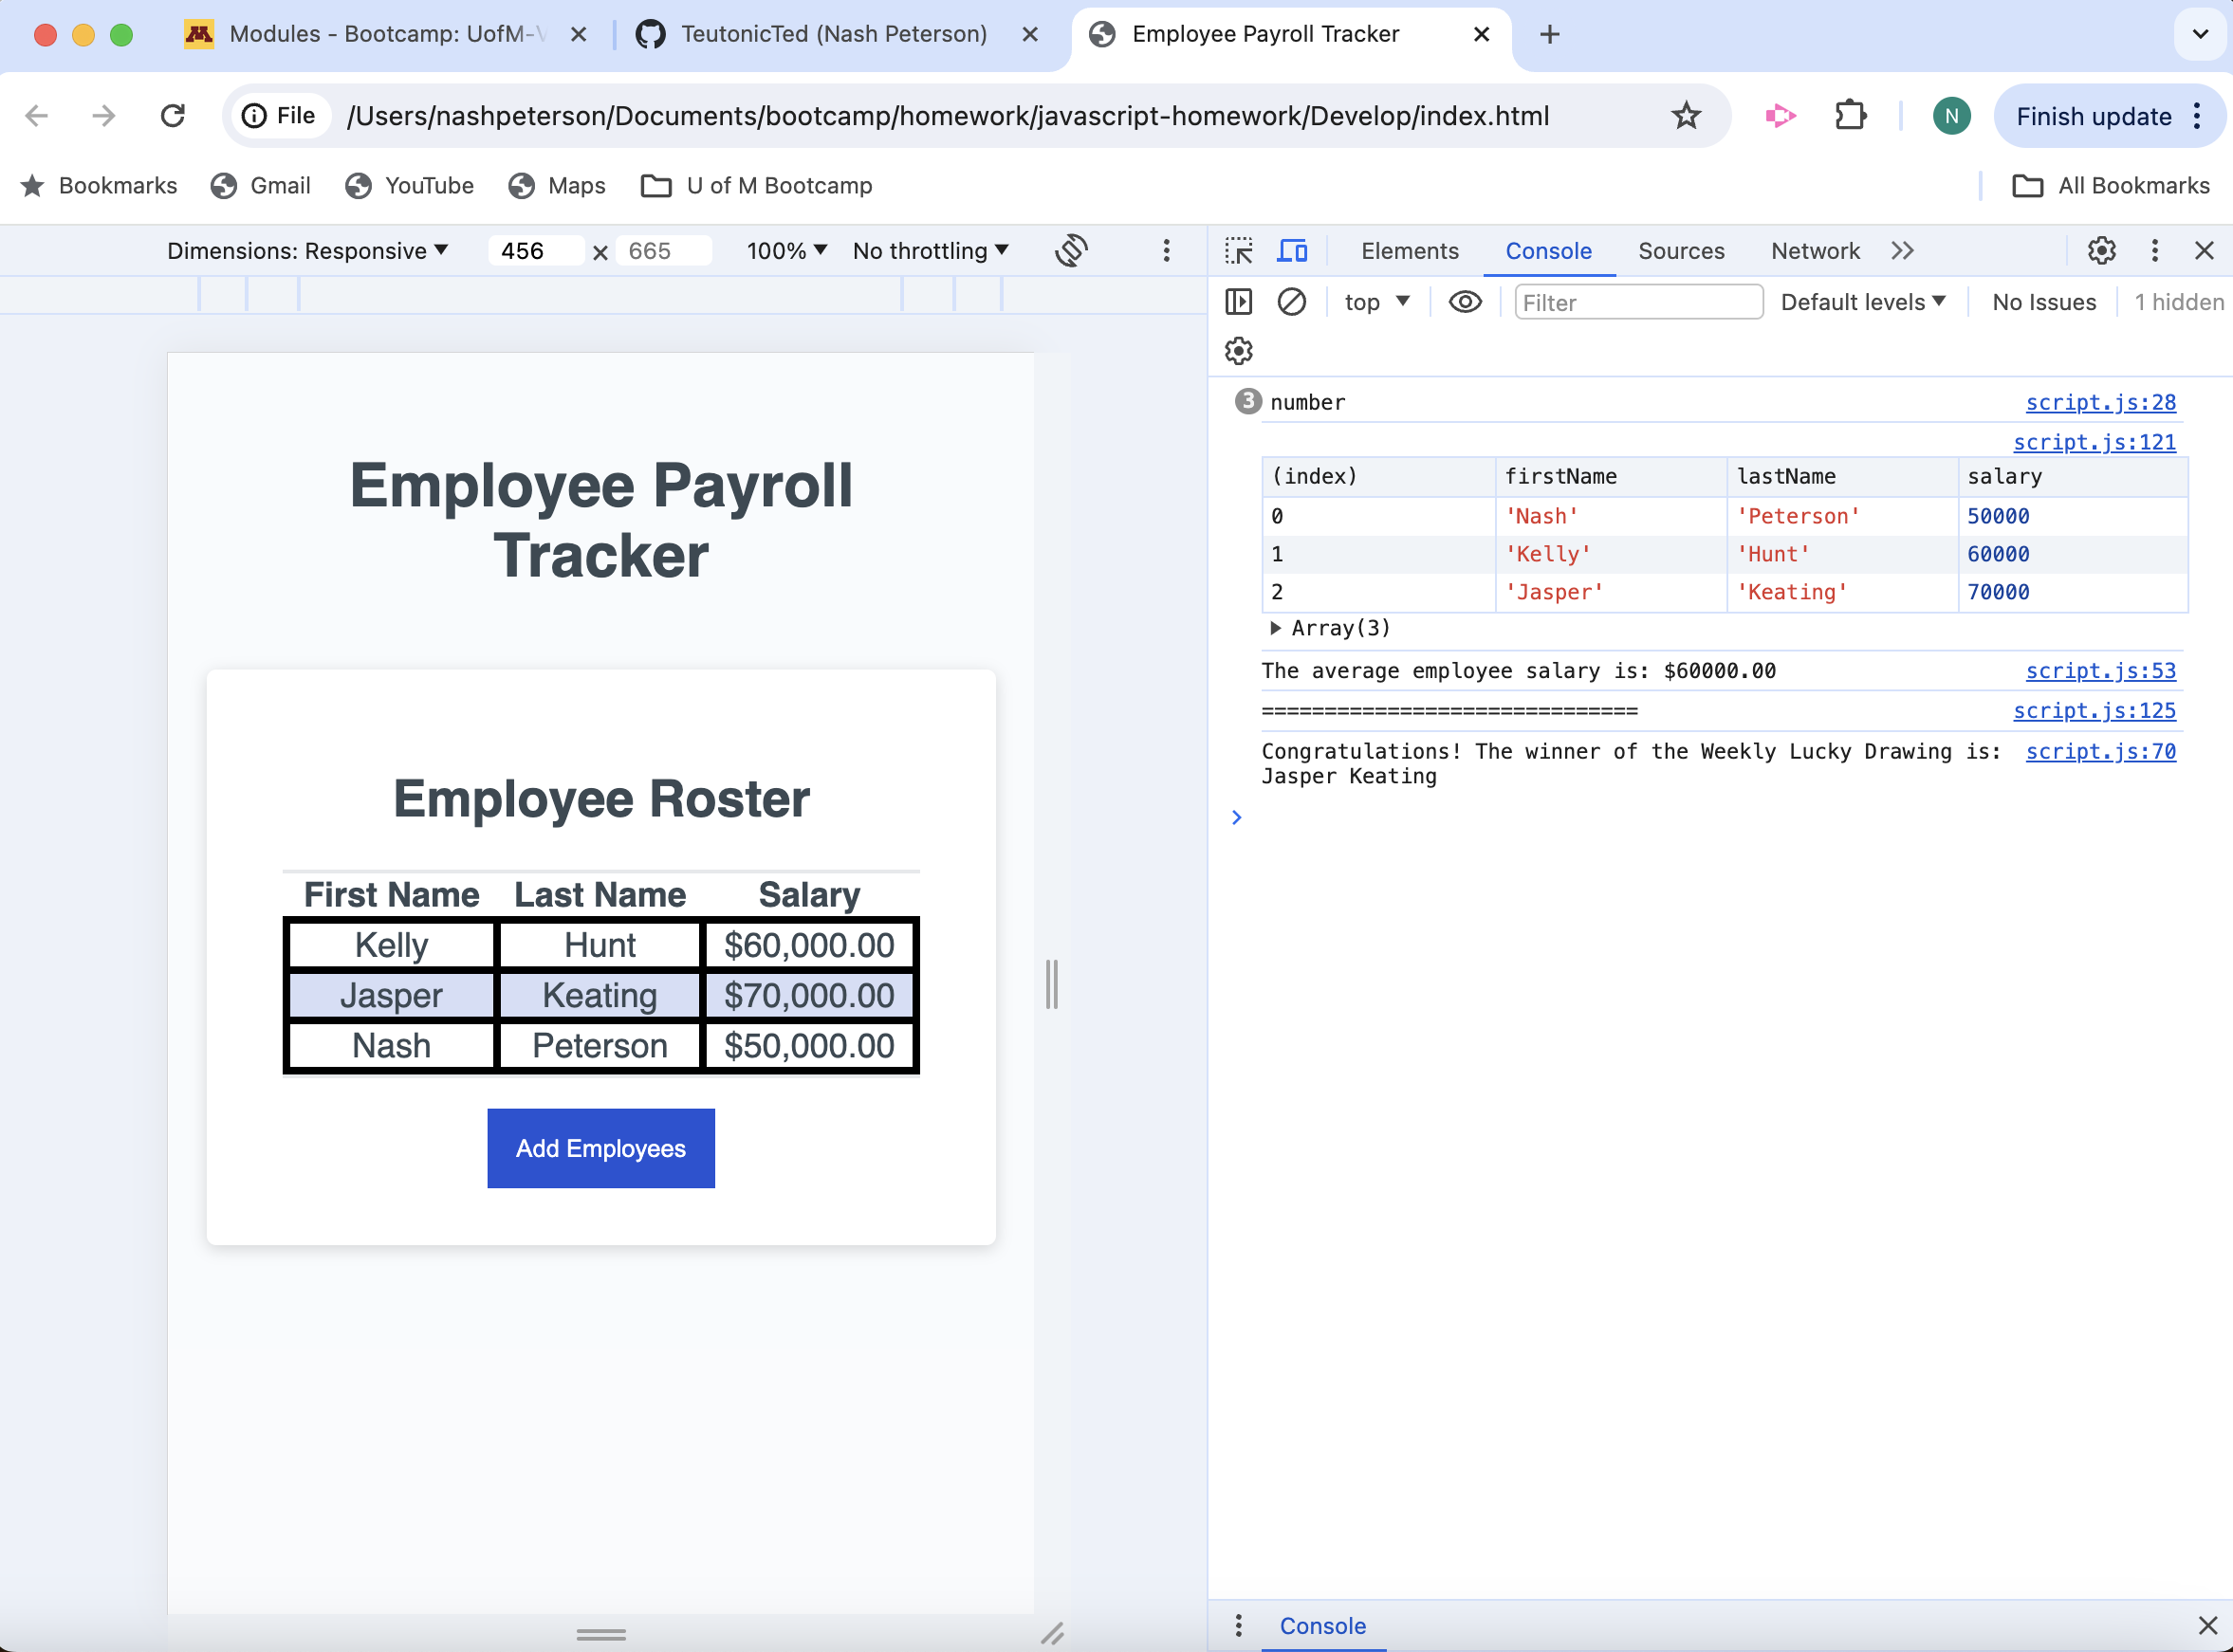 Modules - Bootcamp: UofM-V
TeutonicTed (Nash Peterson)
Employee Payroll Tracker
File /Users/nashpeterson/Documents/bootcamp/homework/javascript-homework/Develop/index.html
N
Finish update
Bookmarks Gmail YouTube Maps U of M Bootcamp All Bookmarks
Dimensions: Responsive 456 x 665 100% No throttling
Employee Payroll
Tracker
Employee Roster
First Name Last Name Salary
Kelly Hunt $60,000.00
Jasper Keating $70,000.00
Nash Peterson $50,000.00
Add Employees
Elements Console Sources Network
top Filter Default levels No Issues 1 hidden
3 number script.js:28
script.js:121
(index) firstName lastName salary
0 'Nash' 'Peterson' 50000
1 'Kelly' 'Hunt' 60000
2 'Jasper' 'Keating' 70000
Array(3)
The average employee salary is: $60000.00 script.js:53
============================== script.js:125
Congratulations! The winner of the Weekly Lucky Drawing is: script.js:70
Jasper Keating
Console